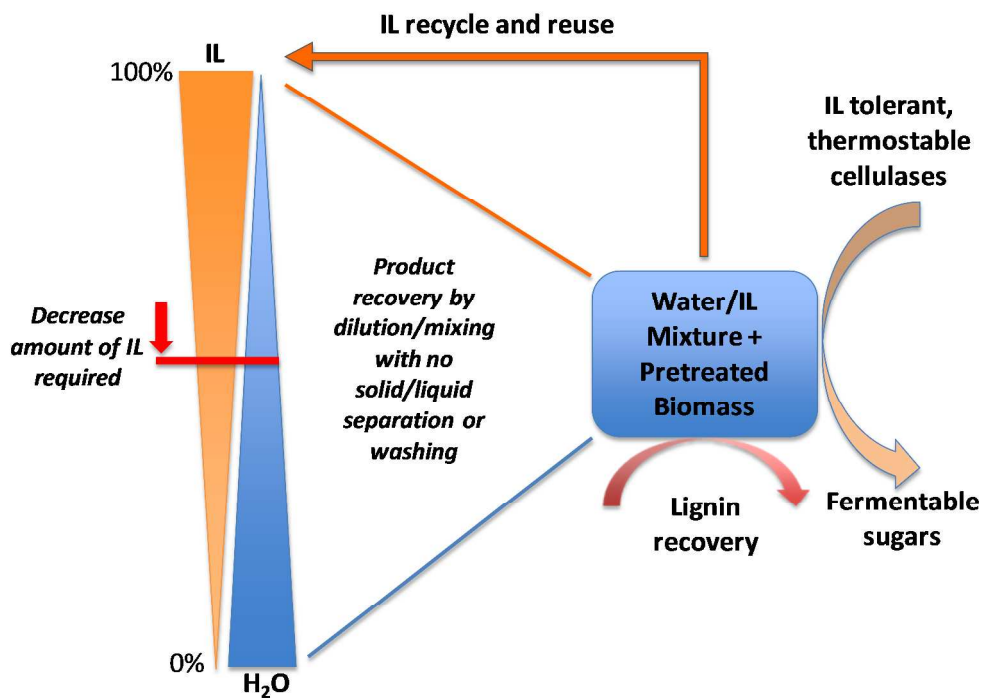 IL recycle and reuse
IL
100%
IL tolerant,
thermostable
cellulases
Product
recovery by
dilution/mixing
with no
solid/liquid
separation or
washing
Decrease
amount of IL
required
Water/IL
Mixture +
Pretreated
Biomass
Lignin
recovery
Fermentable
sugars
0%
H₂O